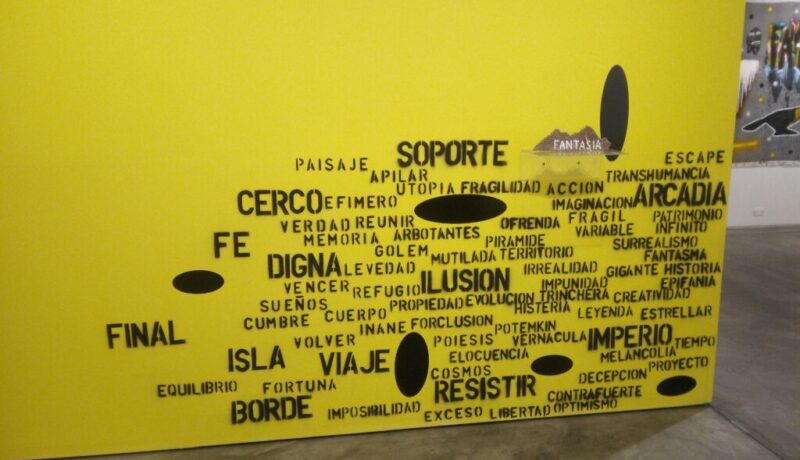 FANTASIA
SOPORTE
PAISAJE ESCAPE
APILAR TRANSHUMANCIA
UTOPIA FRAGILIDAD ACCION
CERCO EFIMERO IMAGINACION ARCADIA
VERDAD REUNIR OFRENDA FRAGIL PATRIMONIO
FE MEMORIA ARBOTANTES VARIABLE INFINITO
GOLEM PIRAMIDE SURREALISMO
DIGNA LEVEDAD MUTILADA TERRITORIO FANTASMA
ILUSION IRREALIDAD GIGANTE HISTORIA
VENCER REFUGIO IMPUNIDAD EPIFANIA
SUEÑOS PROPIEDAD EVOLUCION TRINCHERA CREATIVIDAD
CUMBRE CUERPO HISTERIA LEYENDA ESTRELLAR
FINAL INANE FORCLUSION POTEMKIN
VOLVER POIESIS VERNACULA IMPERIO TIEMPO
ISLA VIAJE ELOCUENCIA MELANCOLIA
COSMOS DECEPCION PROYECTO
EQUILIBRIO FORTUNA RESISTIR CONTRAFUERTE
BORDE IMPOSIBILIDAD EXCESO LIBERTAD OPTIMISMO